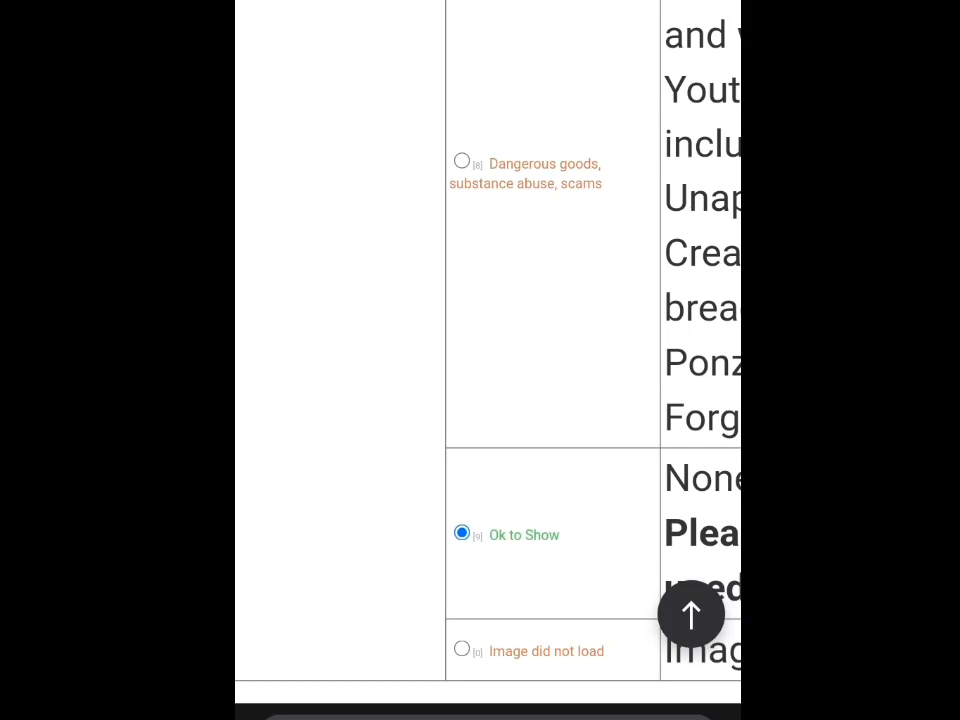 [8] Dangerous goods,
substance abuse, scams
and
Yout
inclu
Unap
Crea
brea
Ponz
Forg
[9] Ok to Show
None
Plea
[0] Image did not load
Imag